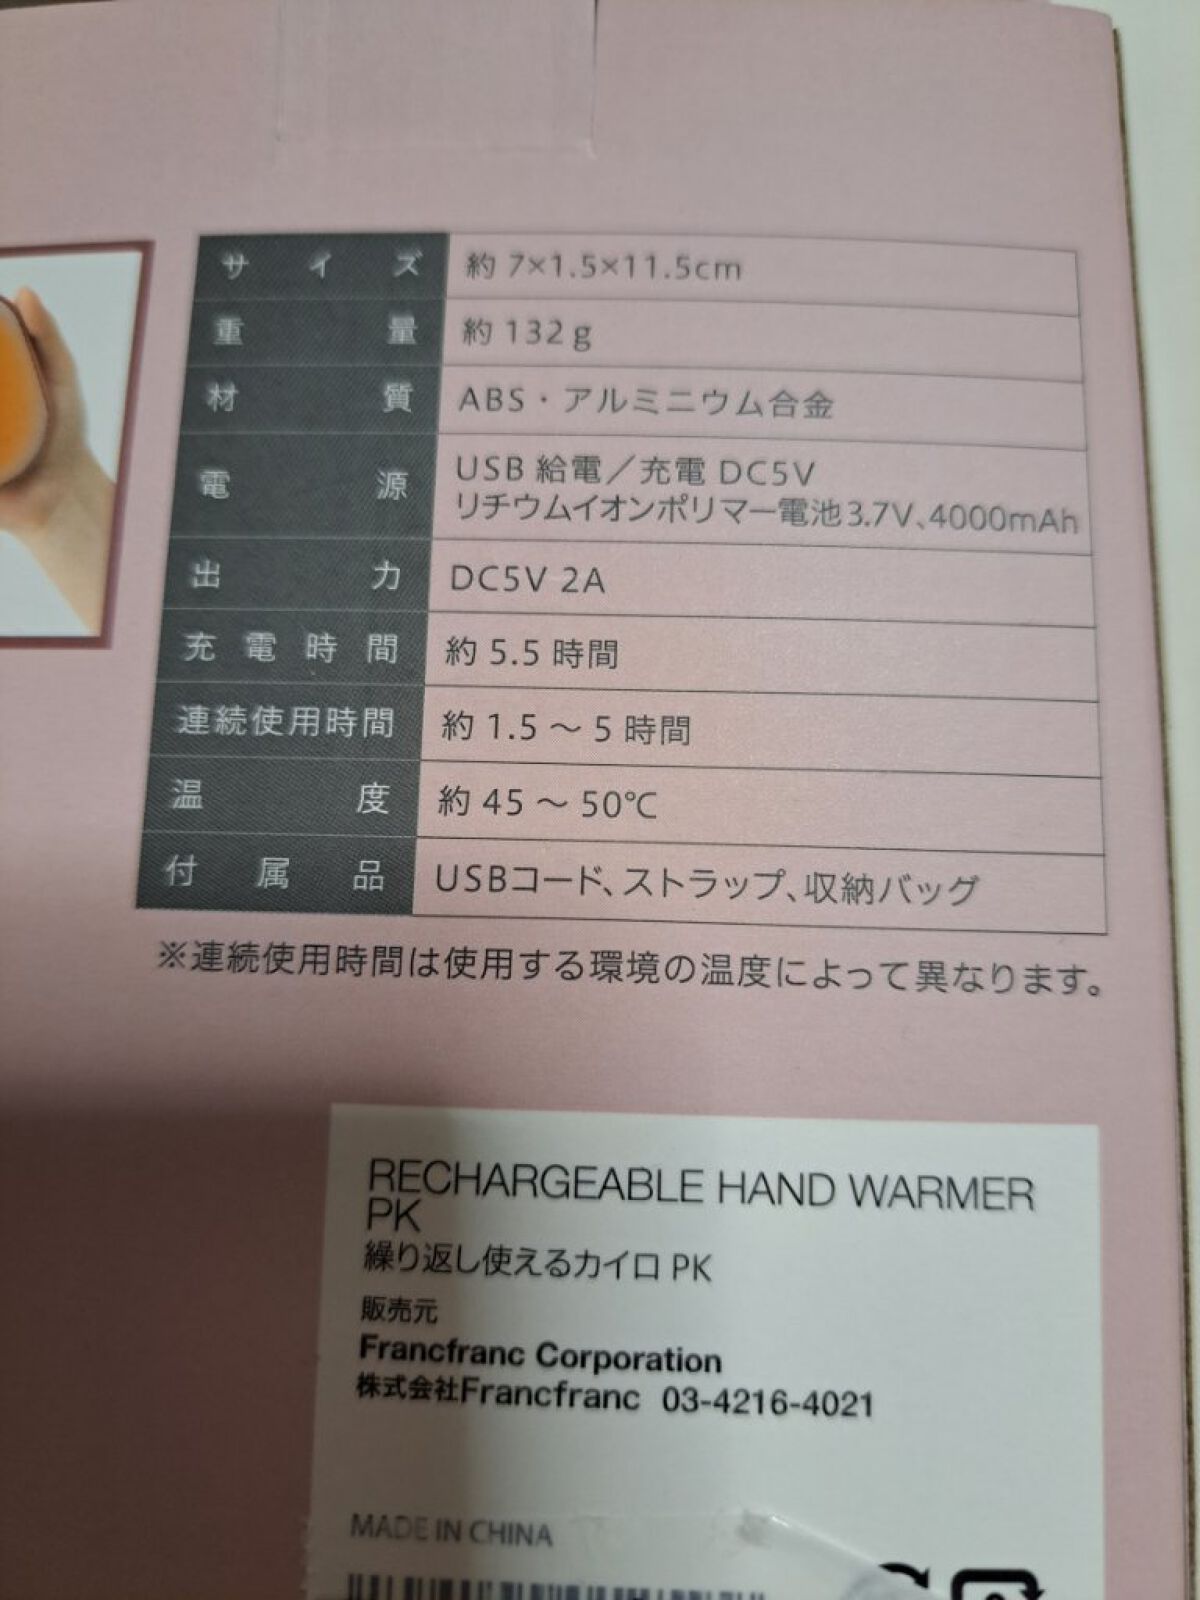 サイズ 約 7×1.5×11.5cm
重量 約 132 g
材質 ABS・アルミニウム合金
電源 USB 給電／充電 DC5V
リチウムイオンポリマー電池3.7V、4000mAh
出力 DC5V 2A
充電時間 約 5.5 時間
連続使用時間 約 1.5 ～ 5 時間
温度 約 45 ～ 50℃
付属品 USBコード、ストラップ、収納バッグ
※連続使用時間は使用する環境の温度によって異なります。
RECHARGEABLE HAND WARMER
PK
繰り返し使えるカイロ PK
販売元
Francfranc Corporation
株式会社Francfranc 03-4216-4021
MADE IN CHINA